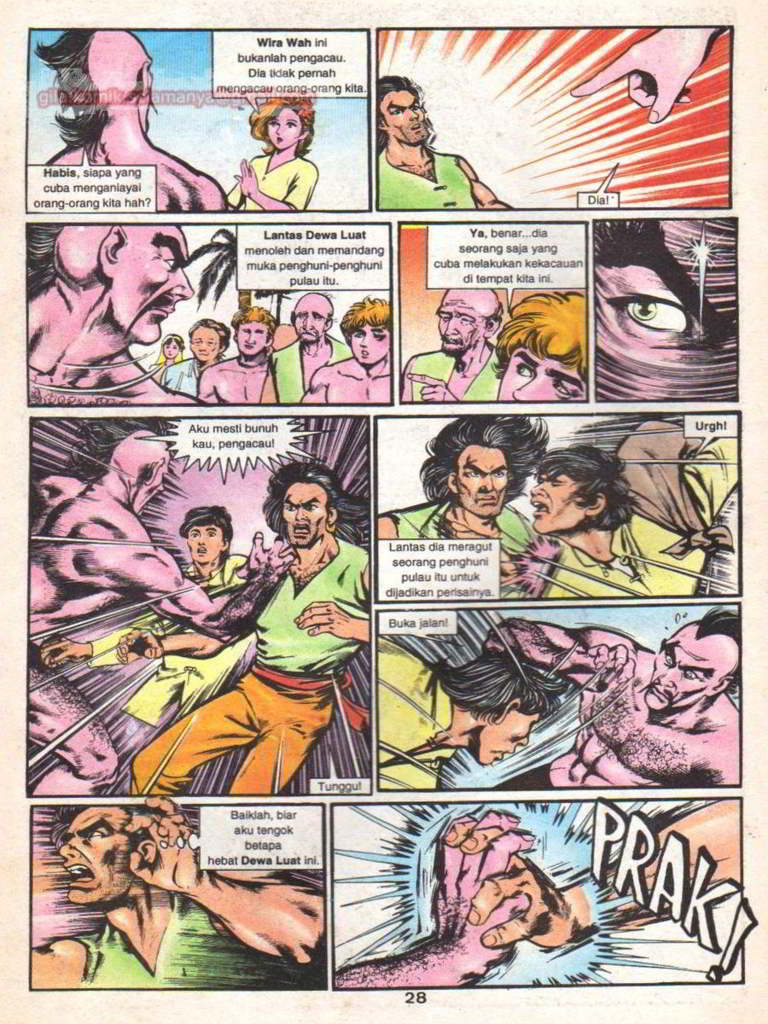 Wira Wah ini
bukanlah pengacau.
Dia tidak pernah
mengacau orang-orang kita.
Habis, siapa yang
cuba menganiayai
orang-orang kita hah?
Dia!
Lantas Dewa Luat
menoleh dan memandang
muka penghuni-penghuni
pulau itu.
Ya, benar...dia
seorang saja yang
cuba melakukan kekacauan
di tempat kita ini.
Aku mesti bunuh
kau, pengacau!
Tunggu!
Urgh!
Lantas dia meragut
seorang penghuni
pulau itu untuk
dijadikan perisainya.
Buka jalan!
Baiklah, biar
aku tengok
betapa
hebat Dewa Luat ini.
PRAK!
28